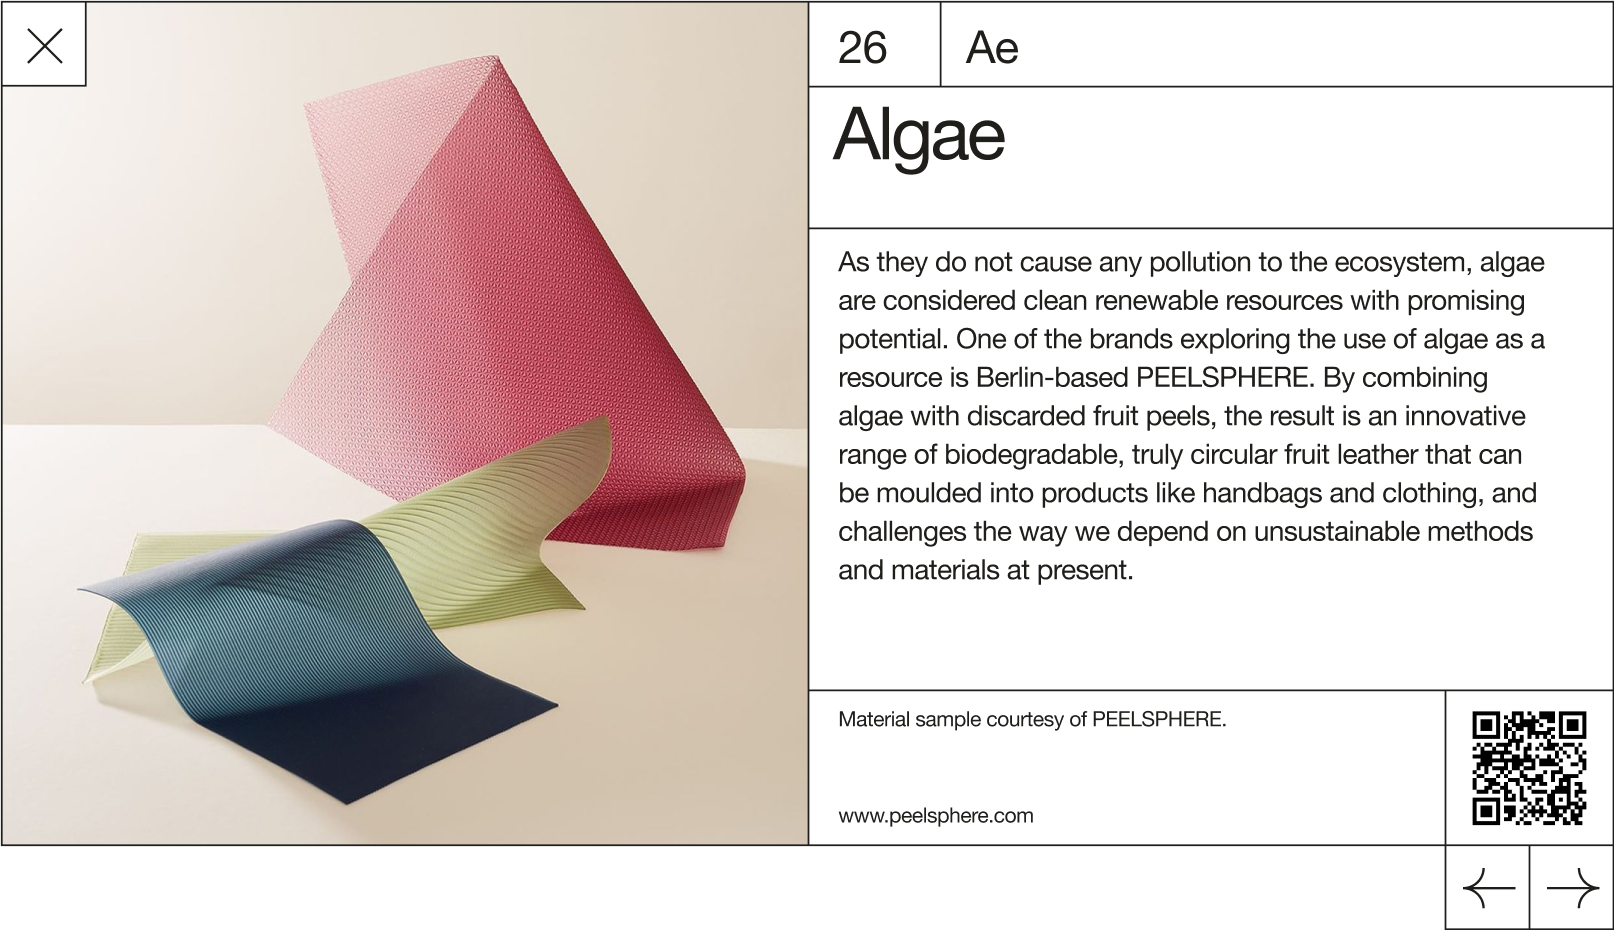 26
Ae
Algae
As they do not cause any pollution to the ecosystem, algae
are considered clean renewable resources with promising
potential. One of the brands exploring the use of algae as a
resource is Berlin-based PEELSPHERE. By combining
algae with discarded fruit peels, the result is an innovative
range of biodegradable, truly circular fruit leather that can
be moulded into products like handbags and clothing, and
challenges the way we depend on unsustainable methods
and materials at present.
Material sample courtesy of PEELSPHERE.
www.peelsphere.com